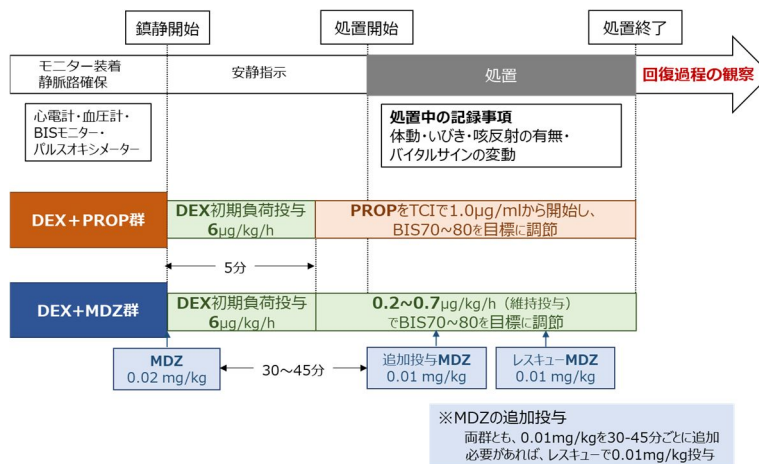 鎮静開始
処置開始
処置終了
モニター装着
静脈路確保
安静指示
処置
回復過程の観察
心電計・血圧計・
BISモニター・
パルスオキシメーター
処置中の記録事項
体動・いびき・咳反射の有無・
バイタルサインの変動
DEX+PROP群
DEX初期負荷投与
6μg/kg/h
PROPをTCIで1.0μg/mlから開始し、
BIS70~80を目標に調節
5分
DEX+MDZ群
DEX初期負荷投与
6μg/kg/h
0.2~0.7μg/kg/h（維持投与）
でBIS70~80を目標に調節
MDZ
0.02 mg/kg
30~45分
追加投与MDZ
0.01 mg/kg
レスキューMDZ
0.01 mg/kg
※MDZの追加投与
両群とも、0.01mg/kgを30-45分ごとに追加
必要があれば、レスキューで0.01mg/kg投与